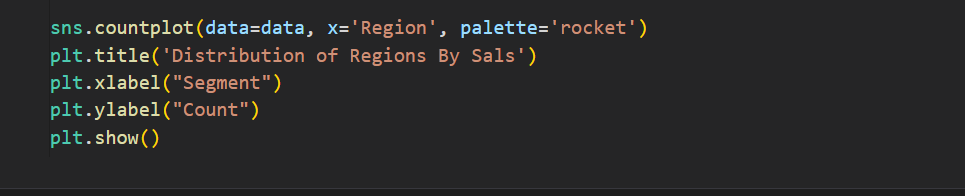 sns.countplot(data=data, x='Region', palette='rocket')
plt.title('Distribution of Regions By Sals')
plt.xlabel("Segment")
plt.ylabel("Count")
plt.show()